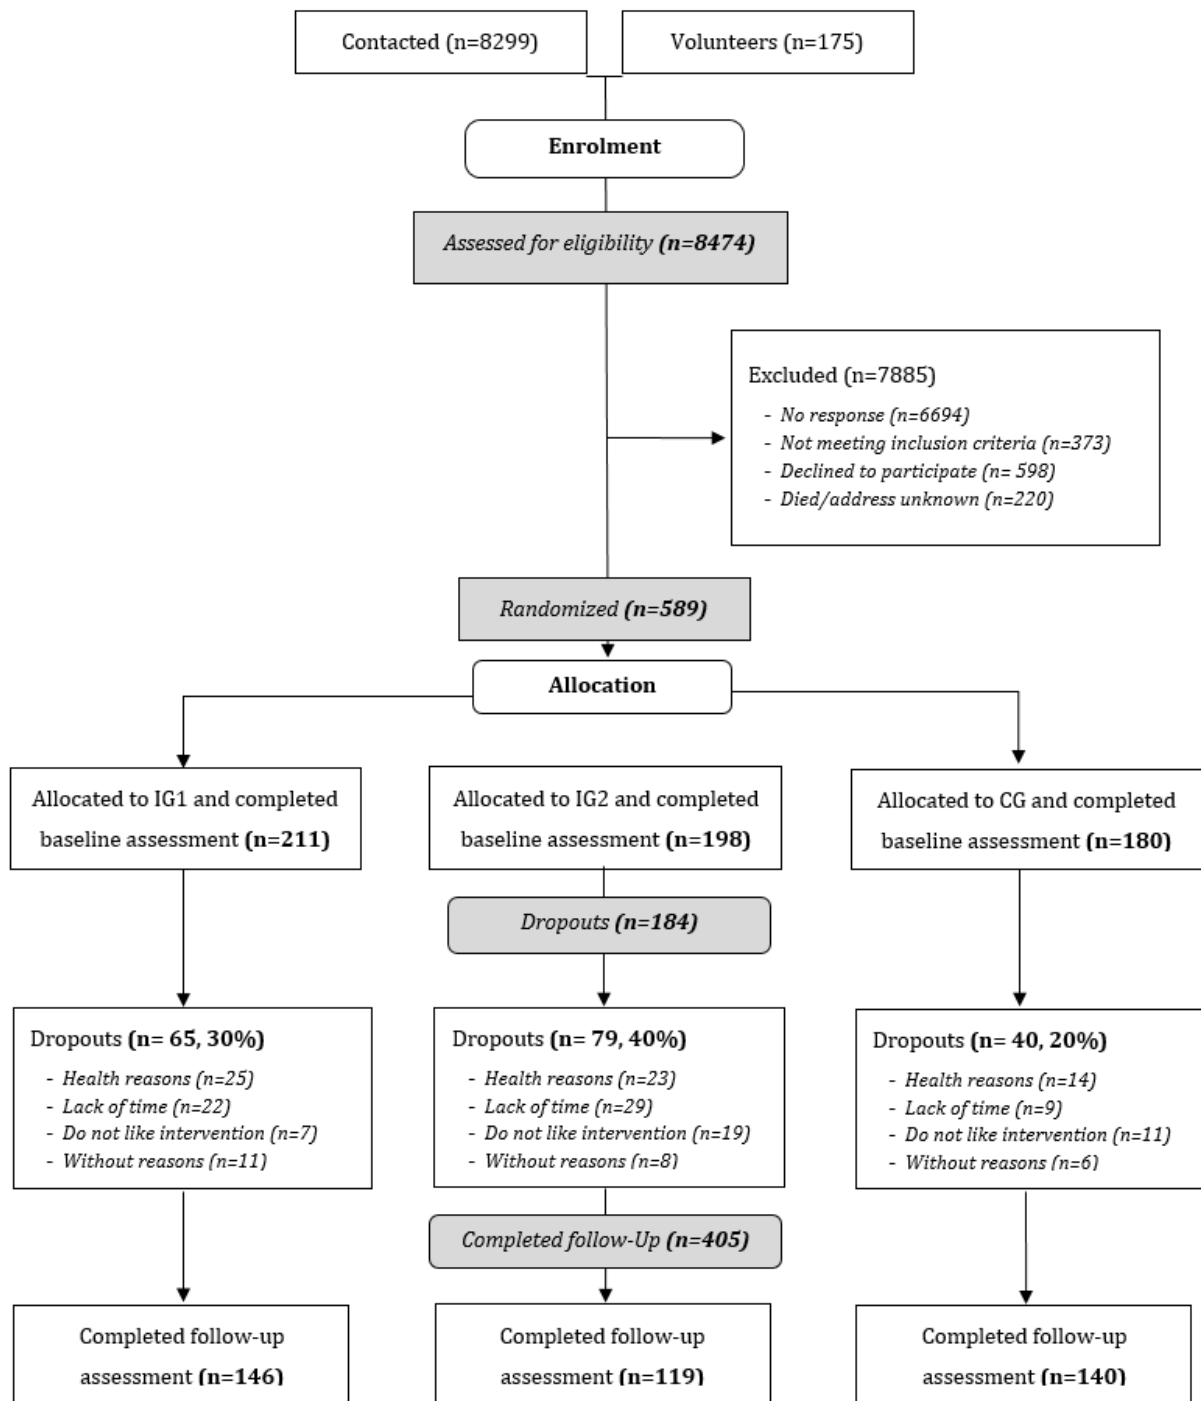 Contacted (n=8299)
Volunteers (n=175)
Enrolment
Assessed for eligibility (n=8474)
Excluded (n=7885)
- No response (n=6694)
- Not meeting inclusion criteria (n=373)
- Declined to participate (n= 598)
- Died/address unknown (n=220)
Randomized (n=589)
Allocation
Allocated to IG1 and completed
baseline assessment (n=211)
Allocated to IG2 and completed
baseline assessment (n=198)
Allocated to CG and completed
baseline assessment (n=180)
Dropouts (n=184)
Dropouts (n= 65, 30%)
- Health reasons (n=25)
- Lack of time (n=22)
- Do not like intervention (n=7)
- Without reasons (n=11)
Dropouts (n= 79, 40%)
- Health reasons (n=23)
- Lack of time (n=29)
- Do not like intervention (n=19)
- Without reasons (n=8)
Dropouts (n= 40, 20%)
- Health reasons (n=14)
- Lack of time (n=9)
- Do not like intervention (n=11)
- Without reasons (n=6)
Completed follow-Up (n=405)
Completed follow-up
assessment (n=146)
Completed follow-up
assessment (n=119)
Completed follow-up
assessment (n=140)